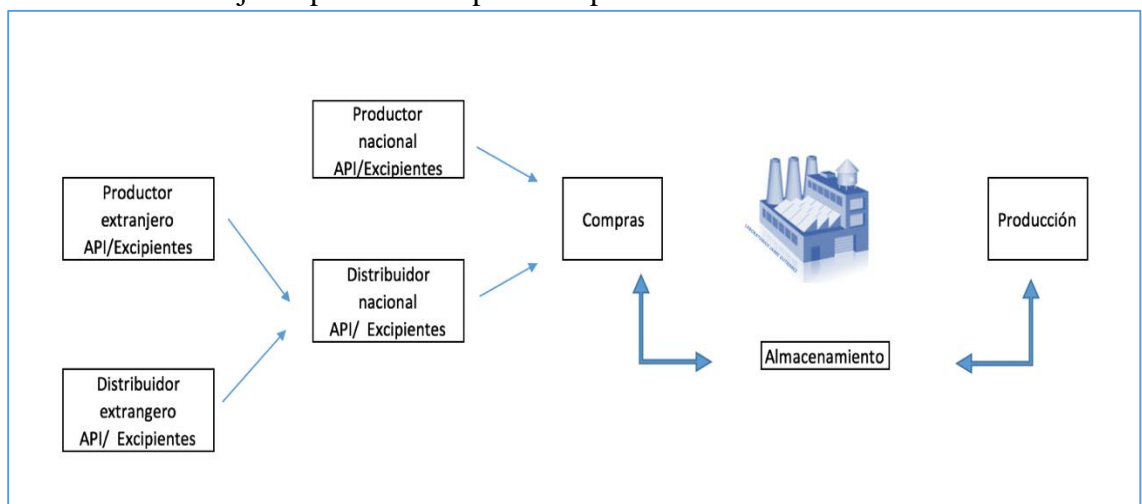 Productor
nacional
API/Excipientes
Productor
extranjero
API/Excipientes
Compras
Producción
Distribuidor
nacional
API/ Excipientes
Almacenamiento
Distribuidor
extrangero
API/ Excipientes